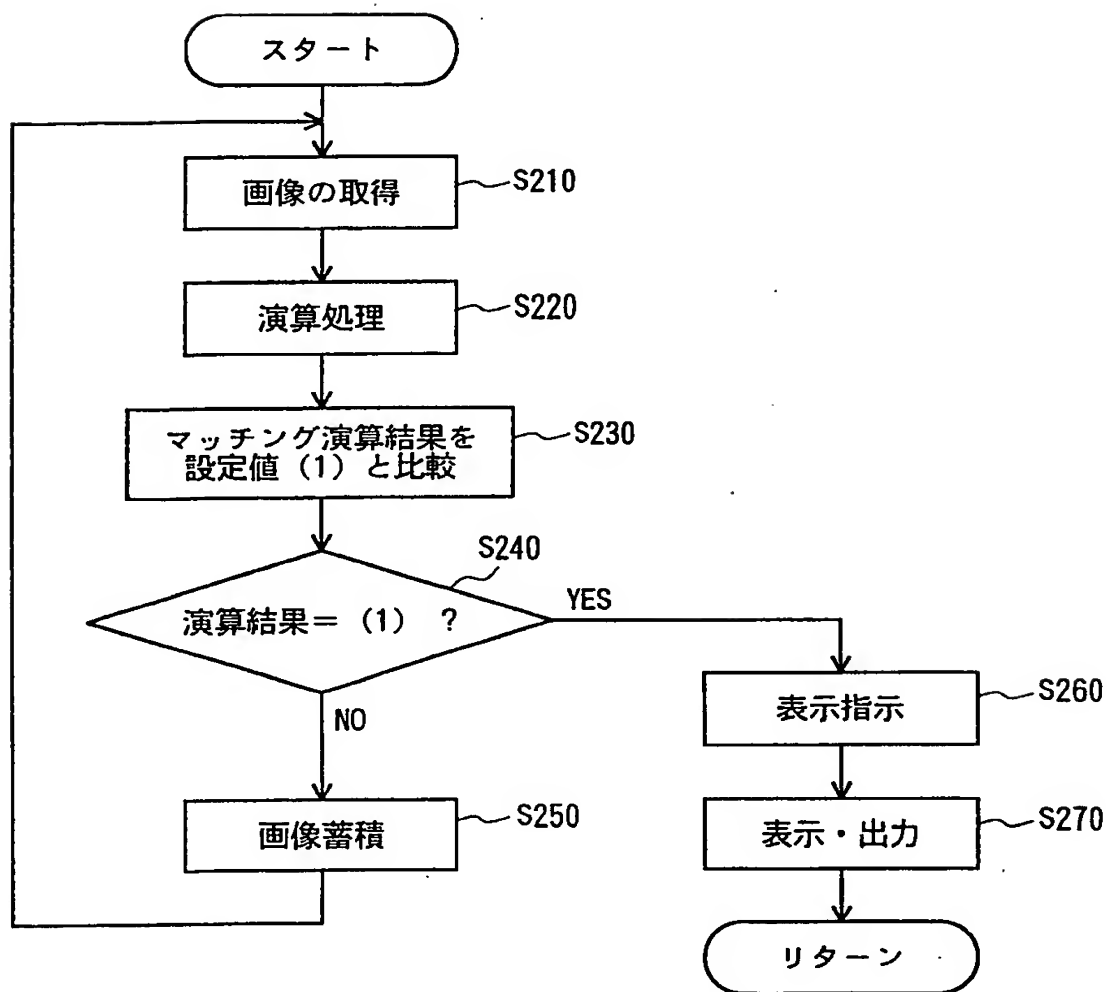 スタート
画像の取得
S210
演算処理
S220
マッチング演算結果を
設定値（1）と比較
S230
S240
演算結果＝（1） ？
YES
NO
画像蓄積
S250
表示指示
S260
表示・出力
S270
リターン